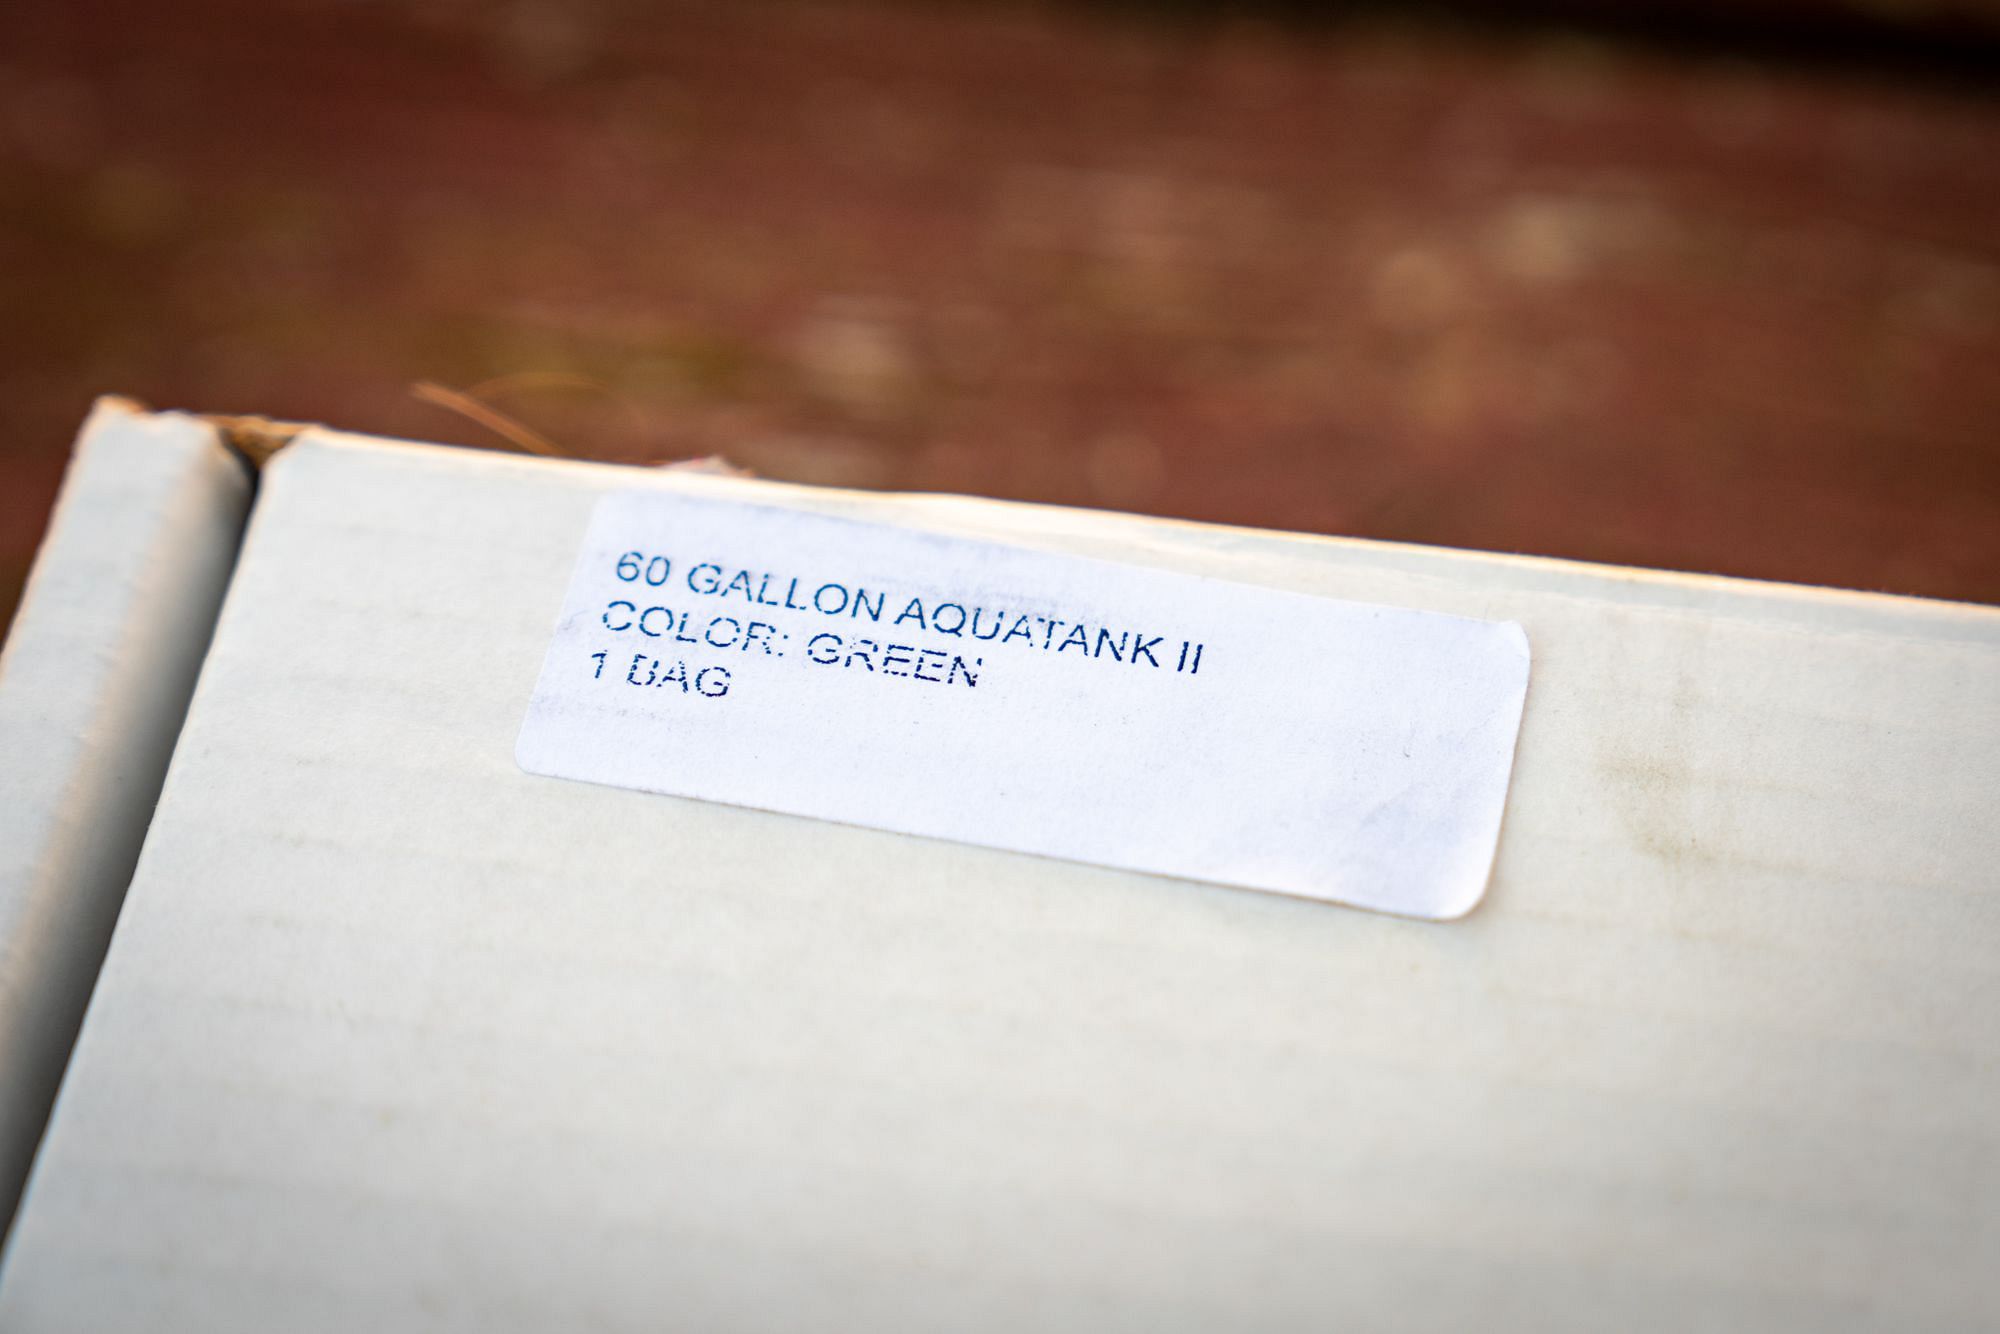 60 GALLON AQUATANK II
COLOR: GREEN
1 BAG